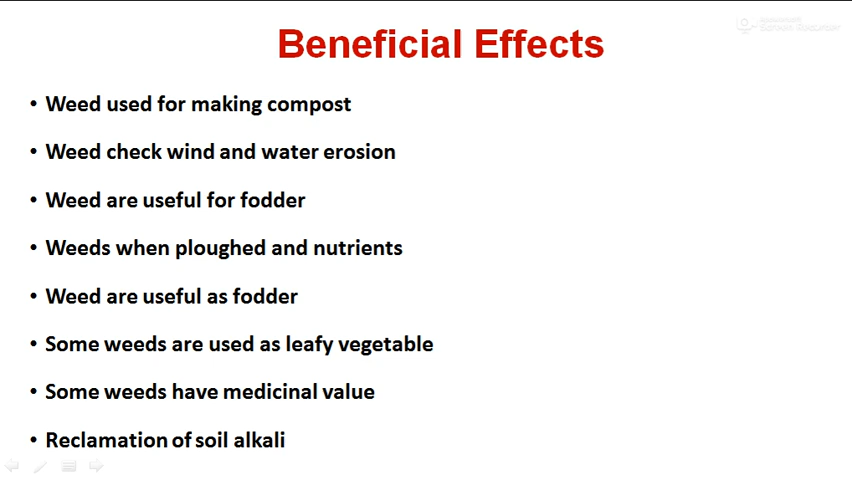 Beneficial Effects
• Weed used for making compost
• Weed check wind and water erosion
• Weed are useful for fodder
• Weeds when ploughed and nutrients
• Weed are useful as fodder
• Some weeds are used as leafy vegetable
• Some weeds have medicinal value
• Reclamation of soil alkali
Screen Recorder